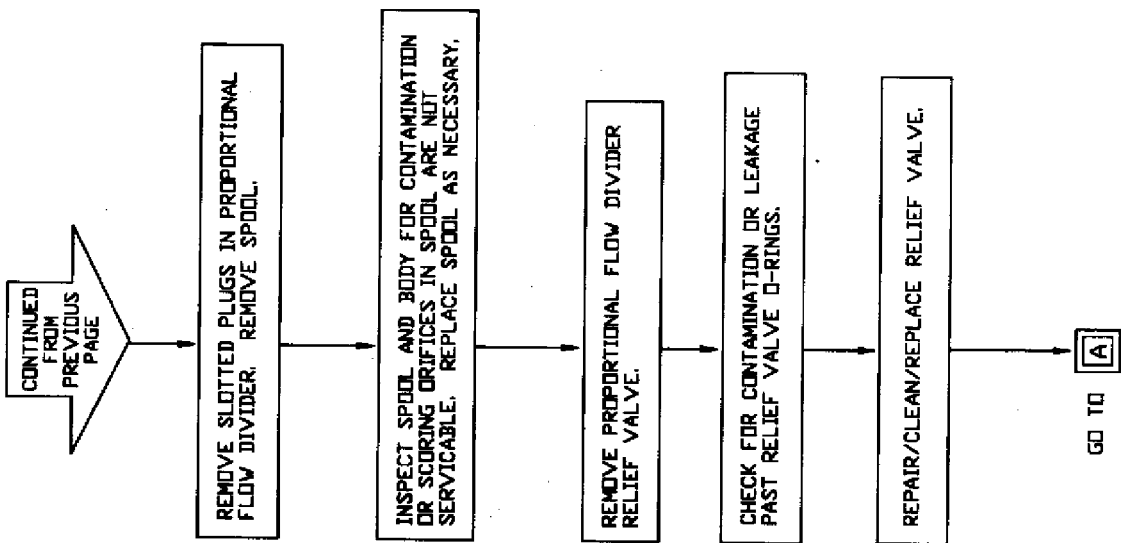 CONTINUED
FROM
PREVIOUS
PAGE
REMOVE SLOTTED PLUGS IN PROPORTIONAL
FLOW DIVIDER. REMOVE SPOOL.
INSPECT SPOOL AND BODY FOR CONTAMINATION
OR SCORING ORIFICES IN SPOOL ARE NOT
SERVICABLE. REPLACE SPOOL AS NECESSARY.
REMOVE PROPORTIONAL FLOW DIVIDER
RELIEF VALVE.
CHECK FOR CONTAMINATION OR LEAKAGE
PAST RELIEF VALVE O-RINGS.
REPAIR/CLEAN/REPLACE RELIEF VALVE.
GO TO A